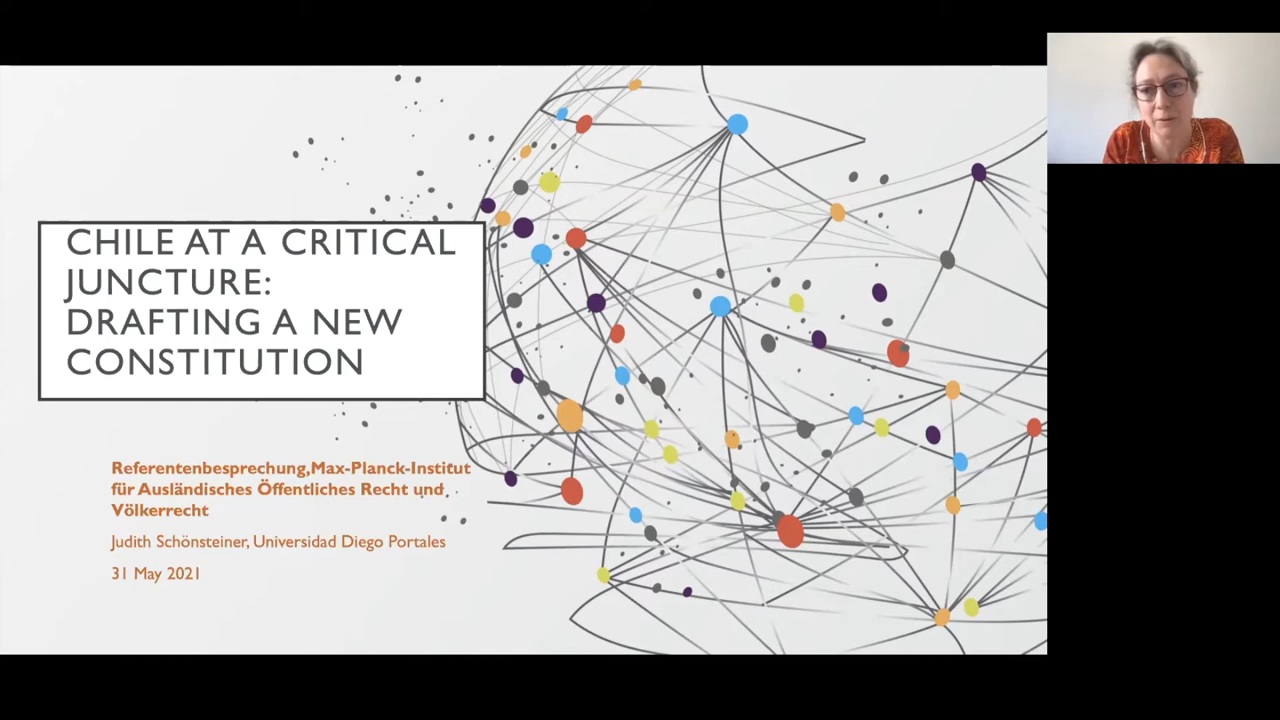 CHILE AT A CRITICAL
JUNCTURE:
DRAFTING A NEW
CONSTITUTION
Referentenbesprechung,Max-Planck-Institut
für Ausländisches Öffentliches Recht und
Völkerrecht
Judith Schönsteiner, Universidad Diego Portales
31 May 2021